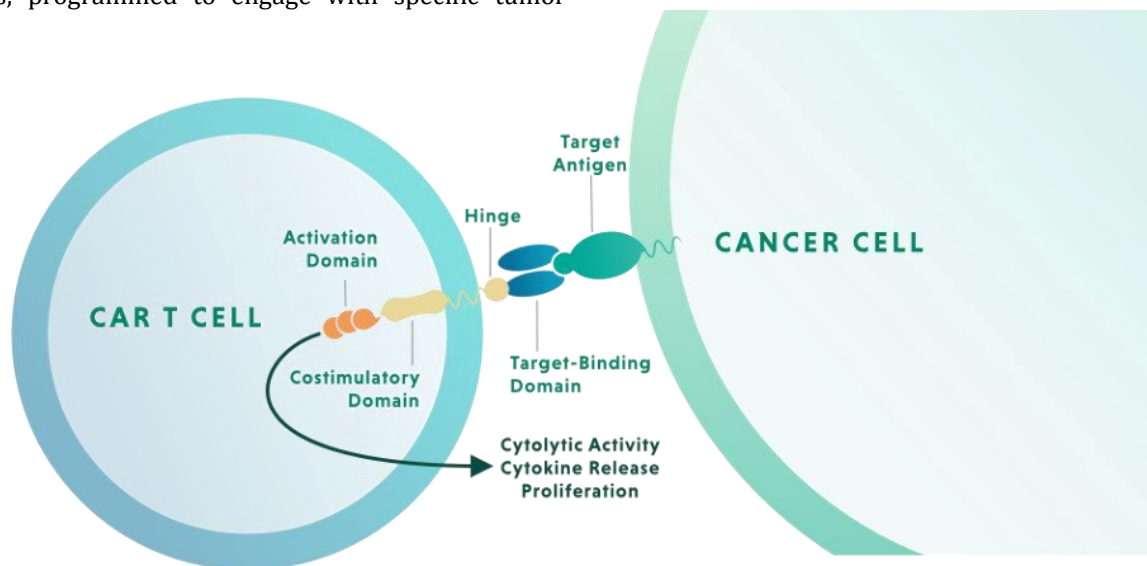 s, programmed to engage with specific tumor
Target
Antigen
Hinge
Activation
Domain
CANCER CELL
CAR T CELL
Costimulatory
Domain
Target-Binding
Domain
Cytolytic Activity
Cytokine Release
Proliferation